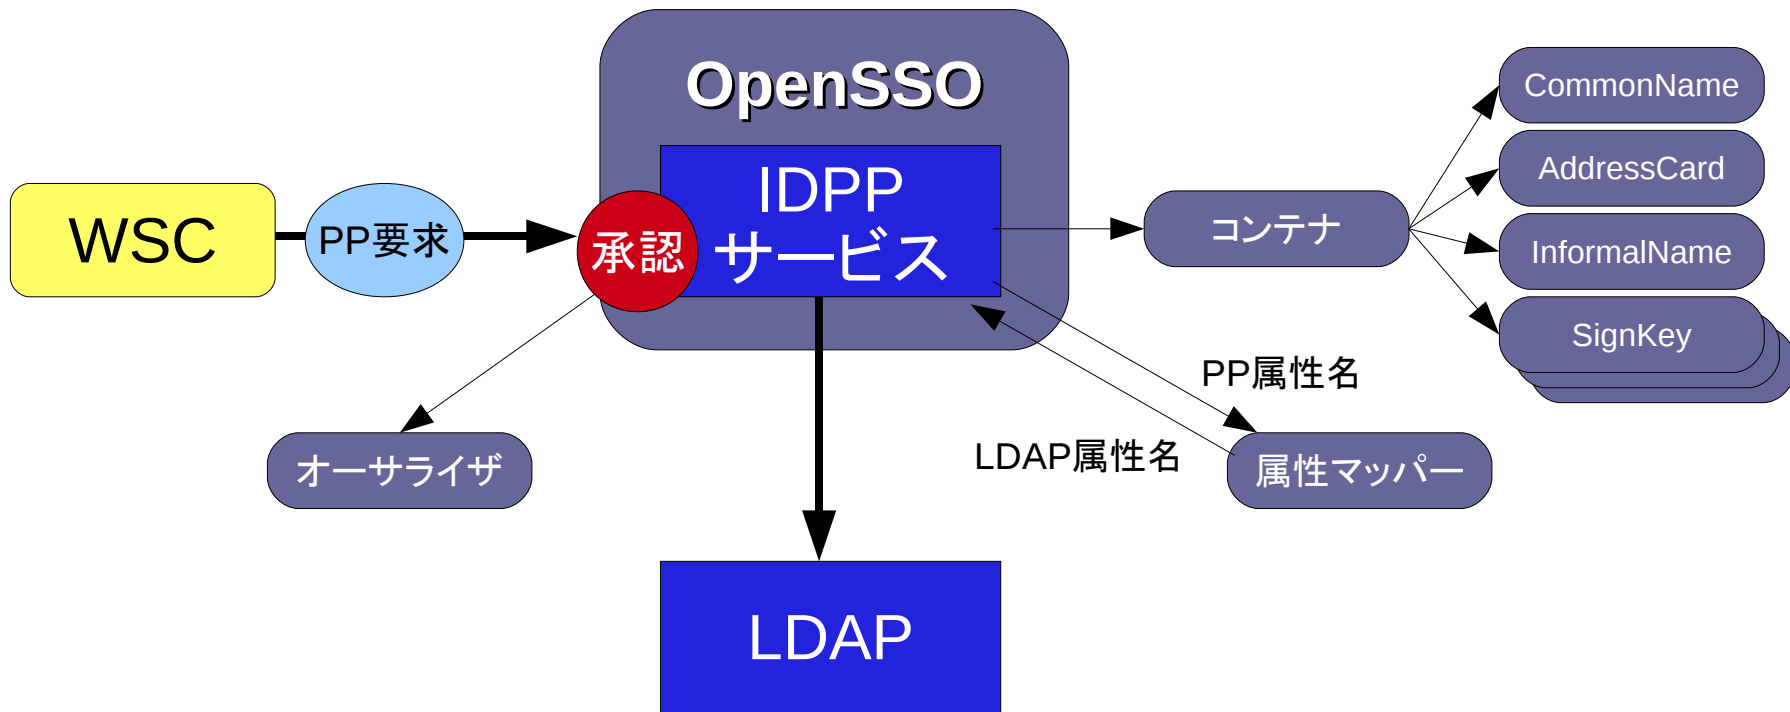 OpenSSO
WSC
PP要求
承認
IDPP
サービス
コンテナ
CommonName
AddressCard
InformalName
SignKey
PP属性名
LDAP属性名
オーサライザ
属性マッパー
LDAP